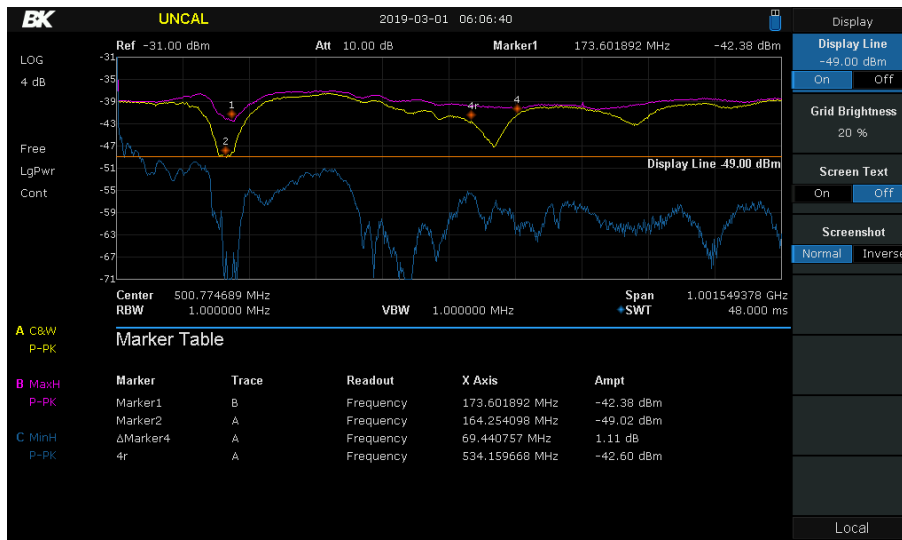 BK UNCAL 2019-03-01 06:06:40 Display
Ref -31.00 dBm Att 10.00 dB Marker1 173.601892 MHz -42.38 dBm
LOG
4 dB
Free
LgPwr
Cont
-31
-35
-39
-43
-47
-51
-55
-59
-63
-67
-71
1
2
4r
4
Display Line -49.00 dBm
Center 500.774689 MHz Span 1.001549378 GHz
RBW 1.000000 MHz VBW 1.000000 MHz SWT 48.000 ms
A C&W
P-PK
B MaxH
P-PK
C MinH
P-PK
Marker Table
Marker Trace Readout X Axis Ampt
Marker1 B Frequency 173.601892 MHz -42.38 dBm
Marker2 A Frequency 164.254098 MHz -49.02 dBm
ΔMarker4 A Frequency 69.440757 MHz 1.11 dB
4r A Frequency 534.159668 MHz -42.60 dBm
Display Line
-49.00 dBm
On Off
Grid Brightness
20 %
Screen Text
On Off
Screenshot
Normal Inverse
Local